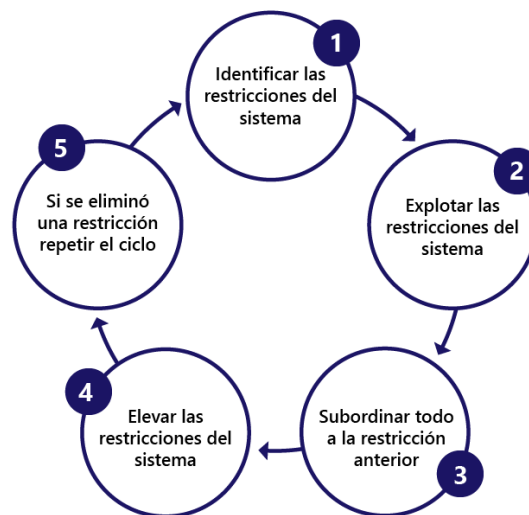 1
Identificar las
restricciones del
sistema
2
Explotar las
restricciones del
sistema
3
Subordinar todo
a la restricción
anterior
4
Elevar las
restricciones del
sistema
5
Si se eliminó
una restricción
repetir el ciclo